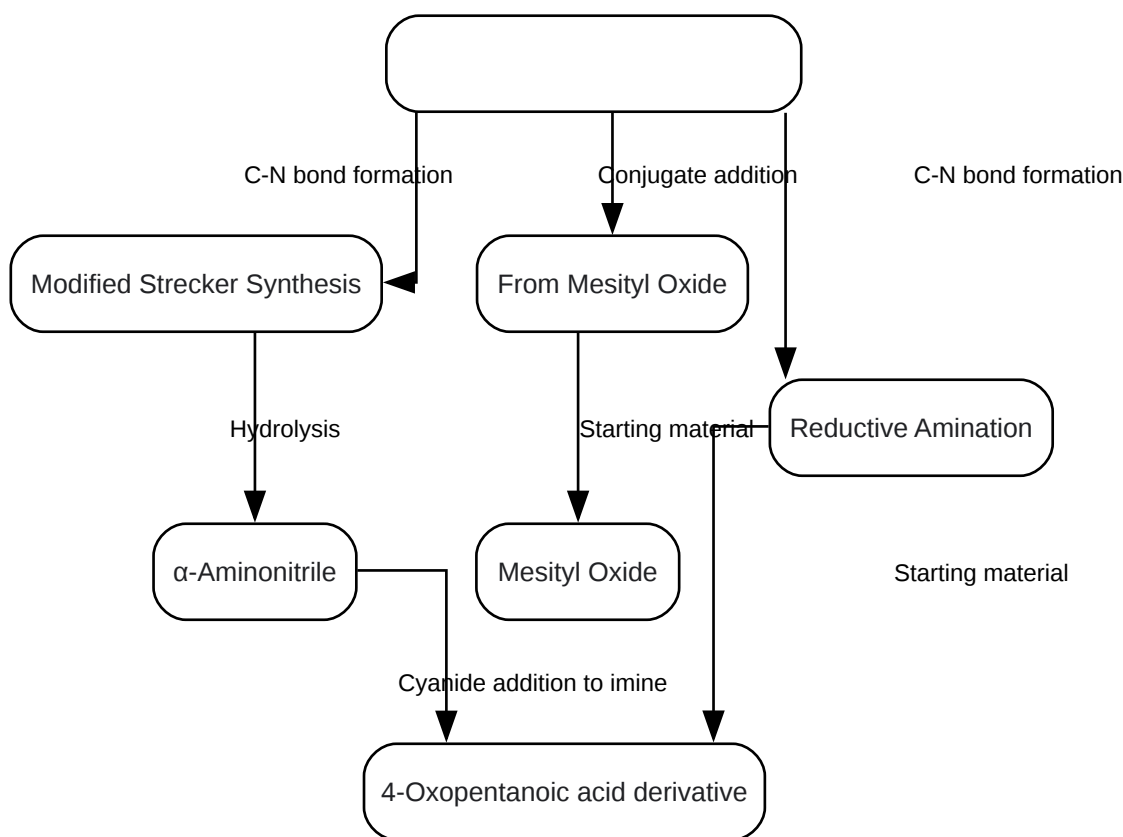 C-N bond formation
Conjugate addition
C-N bond formation
Modified Strecker Synthesis
From Mesityl Oxide
Hydrolysis
Starting material
Reductive Amination
α-Aminonitrile
Mesityl Oxide
Starting material
Cyanide addition to imine
4-Oxopentanoic acid derivative